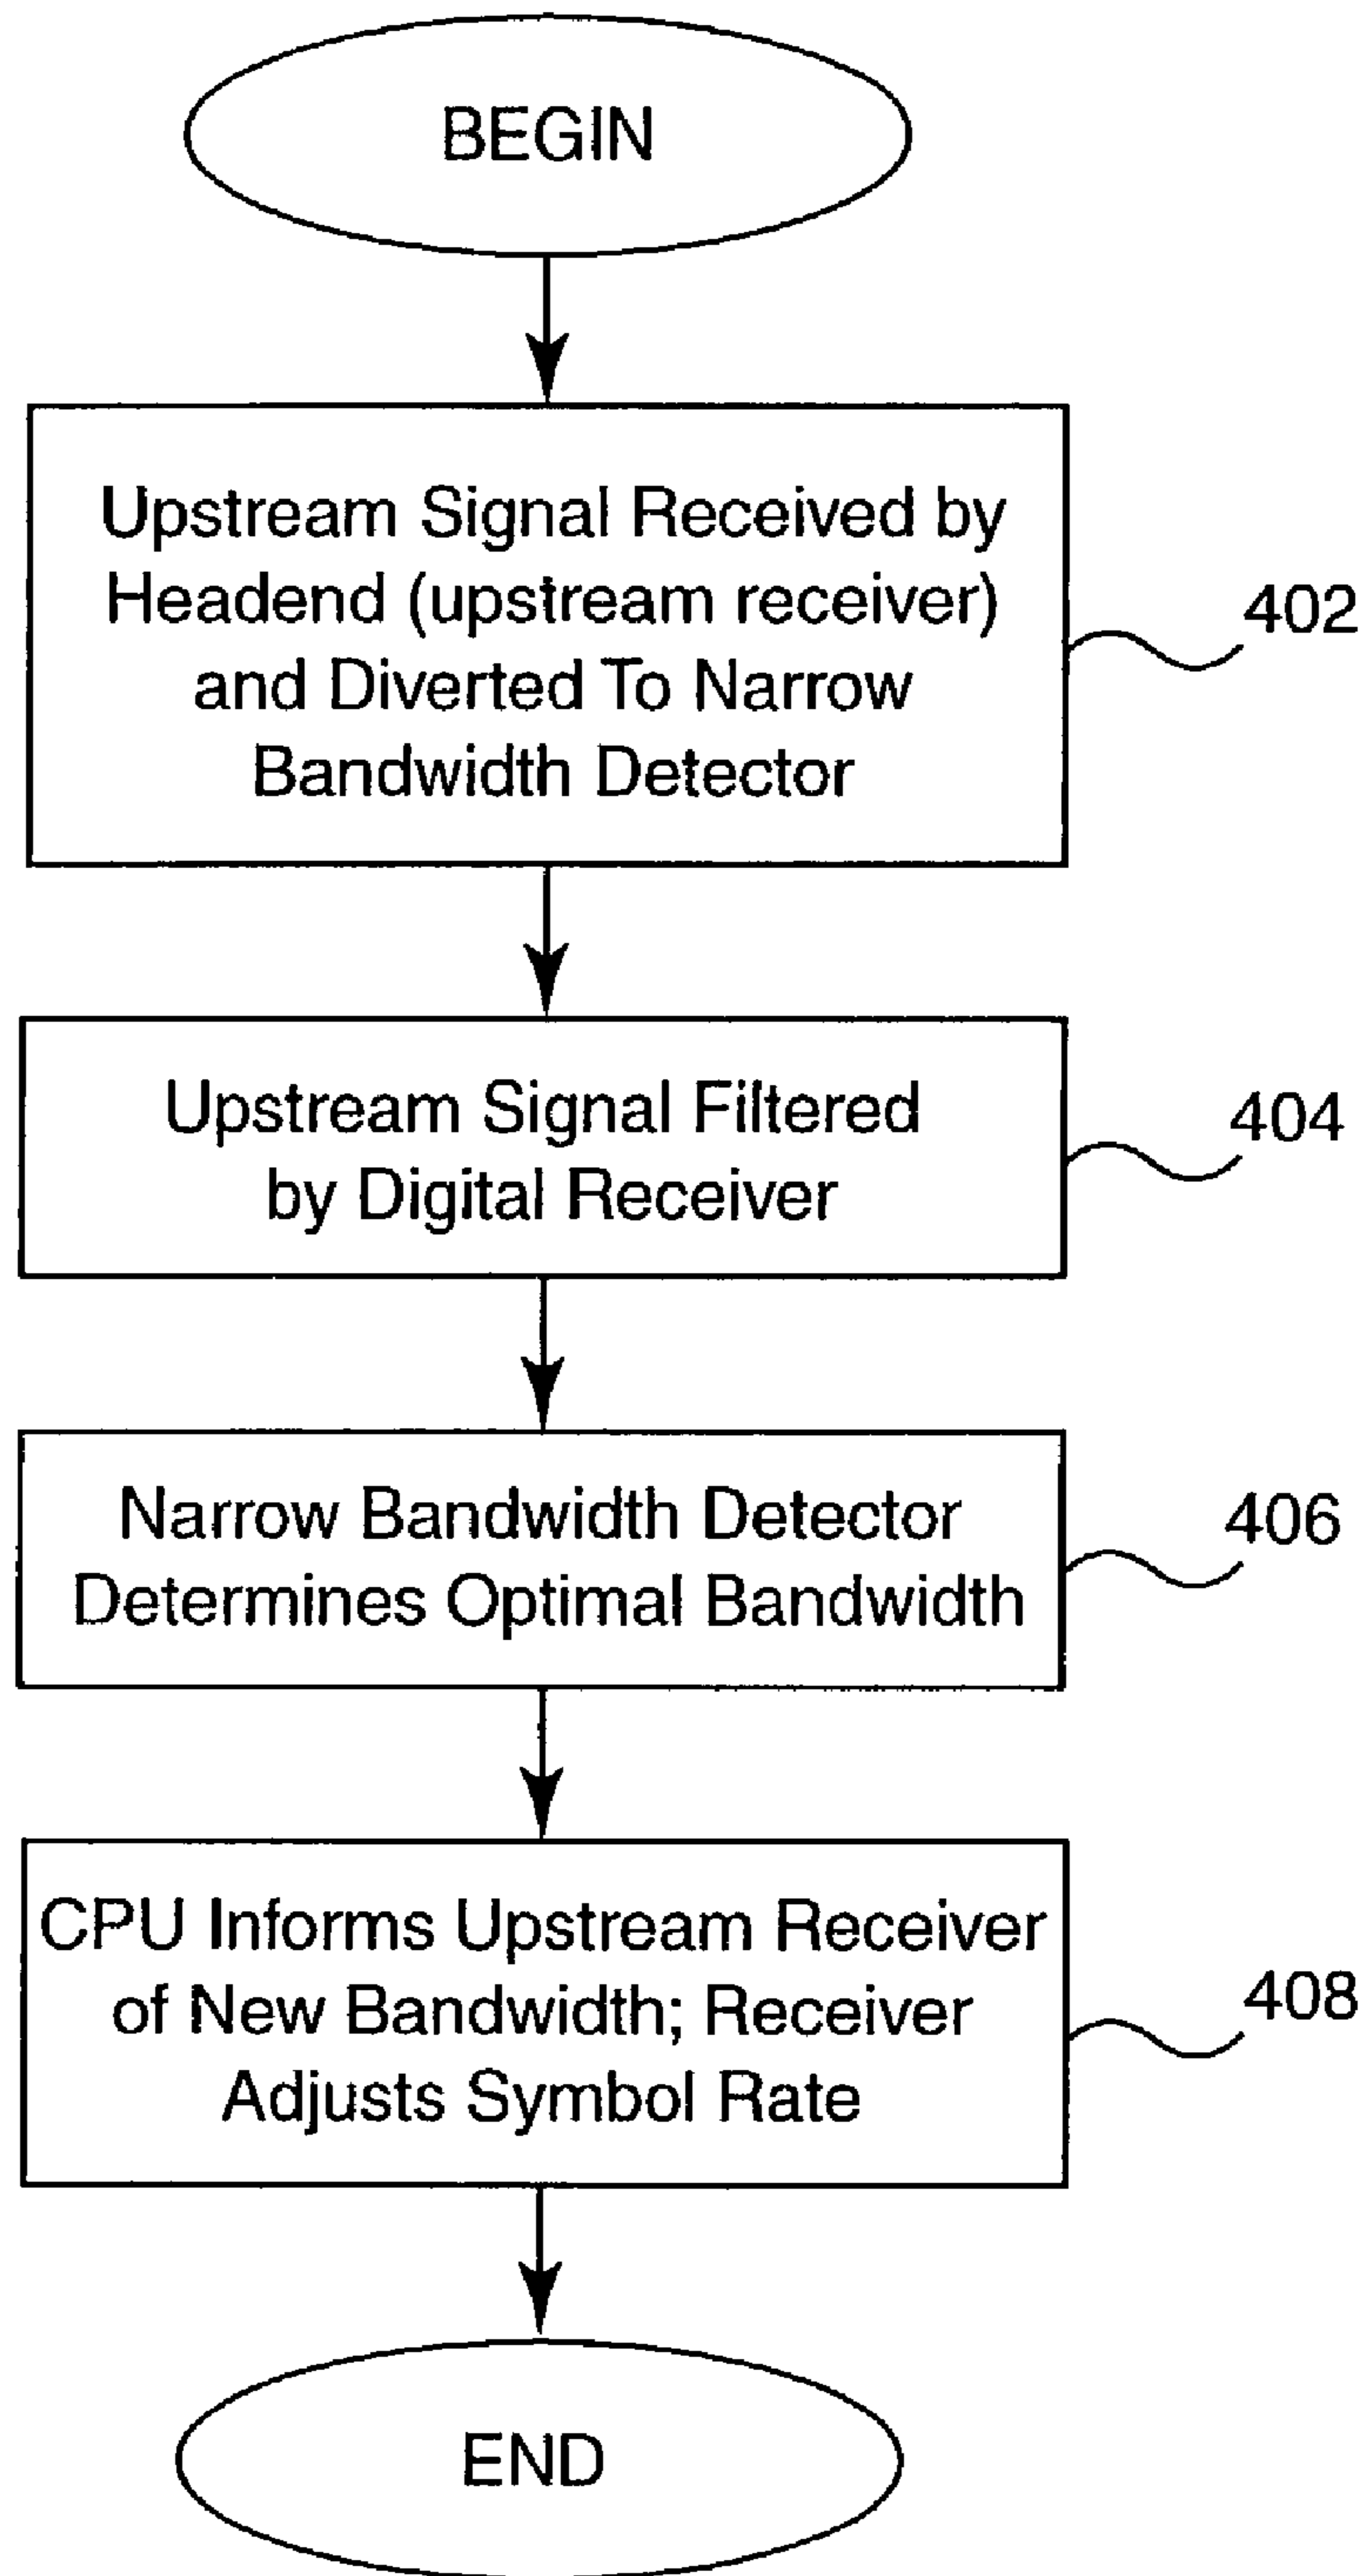 BEGIN
Upstream Signal Received by
Headend (upstream receiver)
and Diverted To Narrow
Bandwidth Detector
402
Upstream Signal Filtered
by Digital Receiver
404
Narrow Bandwidth Detector
Determines Optimal Bandwidth
406
CPU Informs Upstream Receiver
of New Bandwidth; Receiver
Adjusts Symbol Rate
408
END